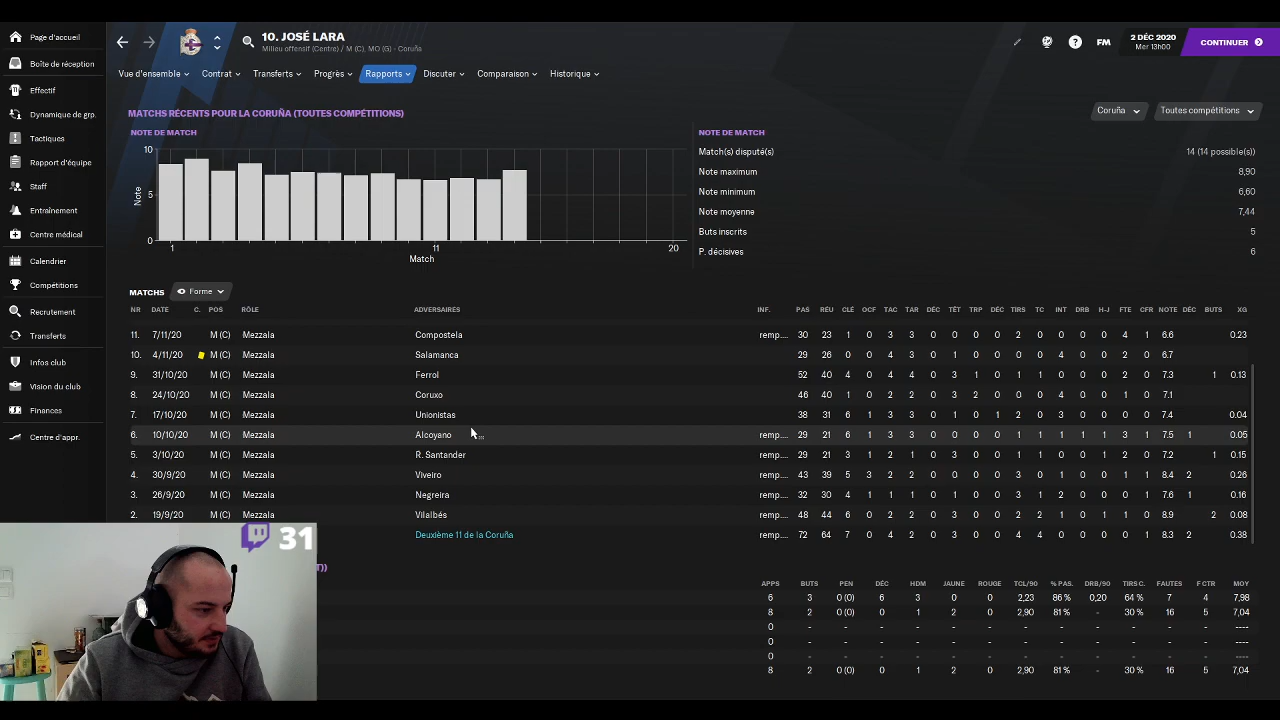 Page d'accueil
Boîte de réception
Effectif
Dynamique de grp.
Tactiques
Rapport d'équipe
Staff
Entraînement
Centre médical
Calendrier
Compétitions
Recrutement
Transferts
Infos club
Vision du club
Finances
Centre d'appr.
10. JOSÉ LARA
Milieu offensif (Centre) / M (C), MO (G) - Coruña
? FM 2 DÉC 2020 Mer 13h00 CONTINUER
Vue d'ensemble Contrat Transferts Progrès Rapports Discuter Comparaison Historique
MATCHS RÉCENTS POUR LA CORUÑA (TOUTES COMPÉTITIONS) Coruña Toutes compétitions
NOTE DE MATCH
10
5
0
Note
1 11 20
Match
NOTE DE MATCH
Match(s) disputé(s) 14 (14 possible(s))
Note maximum 8,90
Note minimum 6,60
Note moyenne 7,44
Buts inscrits 5
P. décisives 6
MATCHS Forme
NR DATE C. POS RÔLE ADVERSAIRES INF. PAS RÉU CLÉ OCF TAC TAR DÉC TÊT TRP DÉC TIRS TC INT DRB H-J FTE CFR NOTE DÉC BUTS XG
11. 7/11/20 M (C) Mezzala Compostela remp.... 30 23 1 0 3 3 0 0 0 0 2 0 0 0 0 4 1 6.6 0.23
10. 4/11/20 M (C) Mezzala Salamanca 29 26 0 0 4 3 0 1 0 0 0 0 4 0 0 2 0 6.7
9. 31/10/20 M (C) Mezzala Ferrol 52 40 4 0 4 4 0 3 1 0 1 1 3 0 0 2 0 7.3 1 0.13
8. 24/10/20 M (C) Mezzala Coruxo 46 40 1 0 2 2 0 3 2 0 0 0 4 0 0 1 0 7.1
7. 17/10/20 M (C) Mezzala Unionistas 38 31 6 1 3 3 0 1 0 1 2 0 3 0 0 0 0 7.4 0.04
6. 10/10/20 M (C) Mezzala Alcoyano remp.... 29 21 6 1 3 3 0 0 0 0 1 1 1 1 1 3 1 7.5 1 0.05
5. 3/10/20 M (C) Mezzala R. Santander remp.... 29 21 3 1 2 1 0 0 0 0 1 1 1 0 0 2 1 7.2 1 0.15
4. 30/9/20 M (C) Mezzala Viveiro remp.... 43 39 5 3 2 2 0 0 0 0 3 0 1 0 0 1 1 8.4 2 0.26
3. 26/9/20 M (C) Mezzala Negreira remp.... 32 30 4 1 1 1 0 1 0 0 3 1 2 0 0 0 1 7.6 1 0.16
2. 19/9/20 M (C) Mezzala Vilalbés remp.... 48 44 6 0 2 2 0 3 0 0 2 2 1 0 1 1 0 8.9 2 0.08
Deuxième 11 de la Coruña remp.... 72 64 7 0 4 2 0 3 0 0 4 4 0 0 0 0 1 8.3 2 0.38
31
APPS BUTS PEN DÉC HDM JAUNE ROUGE TCL/90 % PAS. DRB/90 TIRS C. FAUTES F CTR MOY
6 3 0 (0) 6 3 0 0 2,23 86 % 0,20 64 % 7 4 7,98
8 2 0 (0) - 1 2 0 2,90 81 % - 30 % 16 5 7,04
0 - - - - - - - - - - - - ----
0 - - - - - - - - - - - - ----
0 - - - - - - - - - - - - ----
8 2 0 (0) - 1 2 0 2,90 81 % - 30 % 16 5 7,04